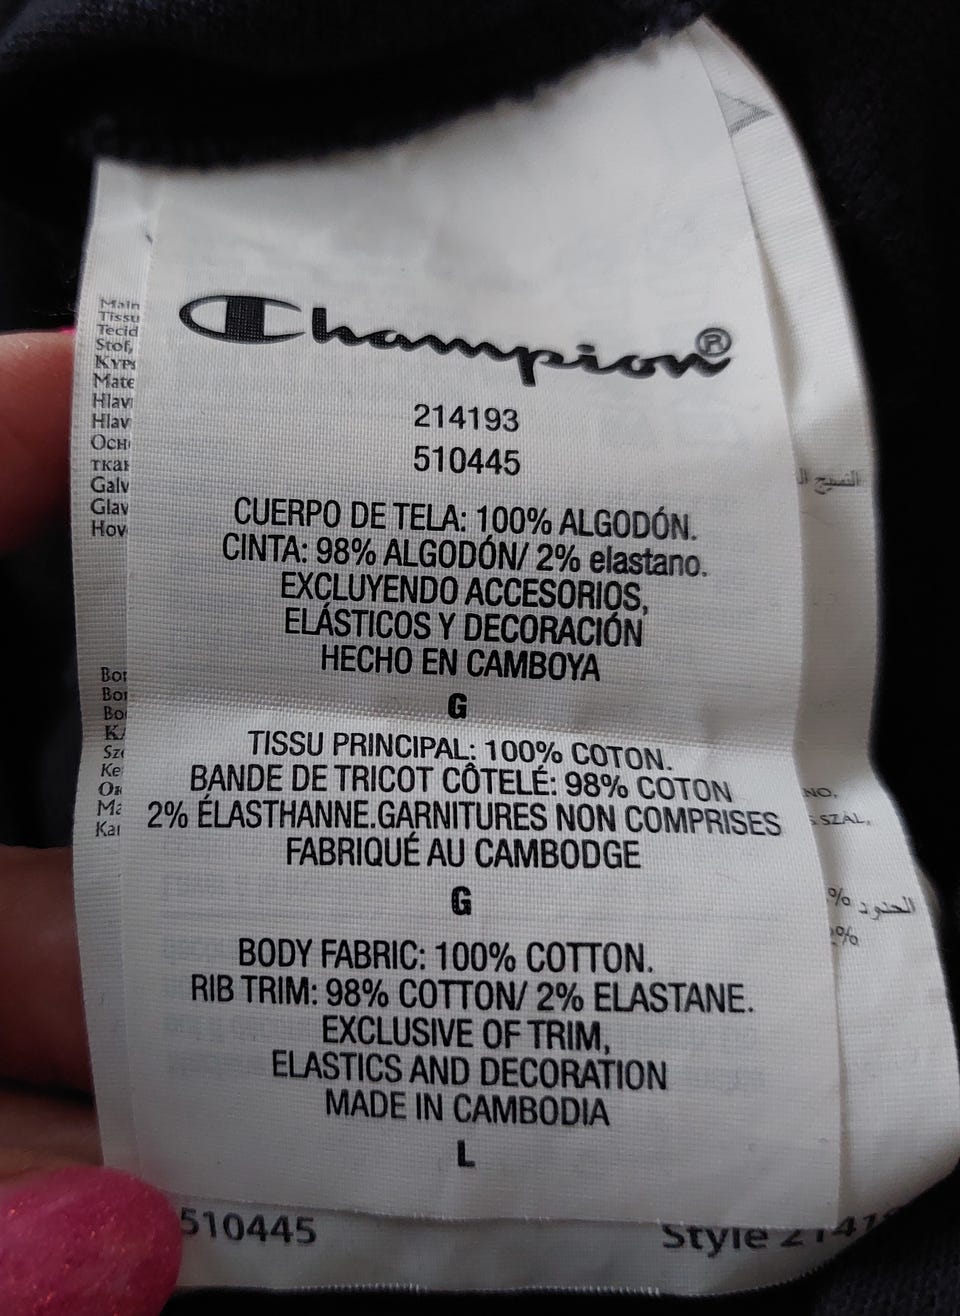 Champion®
214193
510445
CUERPO DE TELA: 100% ALGODÓN.
CINTA: 98% ALGODÓN/ 2% elastano.
EXCLUYENDO ACCESORIOS,
ELÁSTICOS Y DECORACIÓN
HECHO EN CAMBOYA
G
TISSU PRINCIPAL: 100% COTON.
BANDE DE TRICOT CÔTELÉ: 98% COTON
2% ÉLASTHANNE.GARNITURES NON COMPRISES
FABRIQUÉ AU CAMBODGE
G
BODY FABRIC: 100% COTTON.
RIB TRIM: 98% COTTON/ 2% ELASTANE.
EXCLUSIVE OF TRIM,
ELASTICS AND DECORATION
MADE IN CAMBODIA
L
510445 Style
Main
Stof,
SZAL,